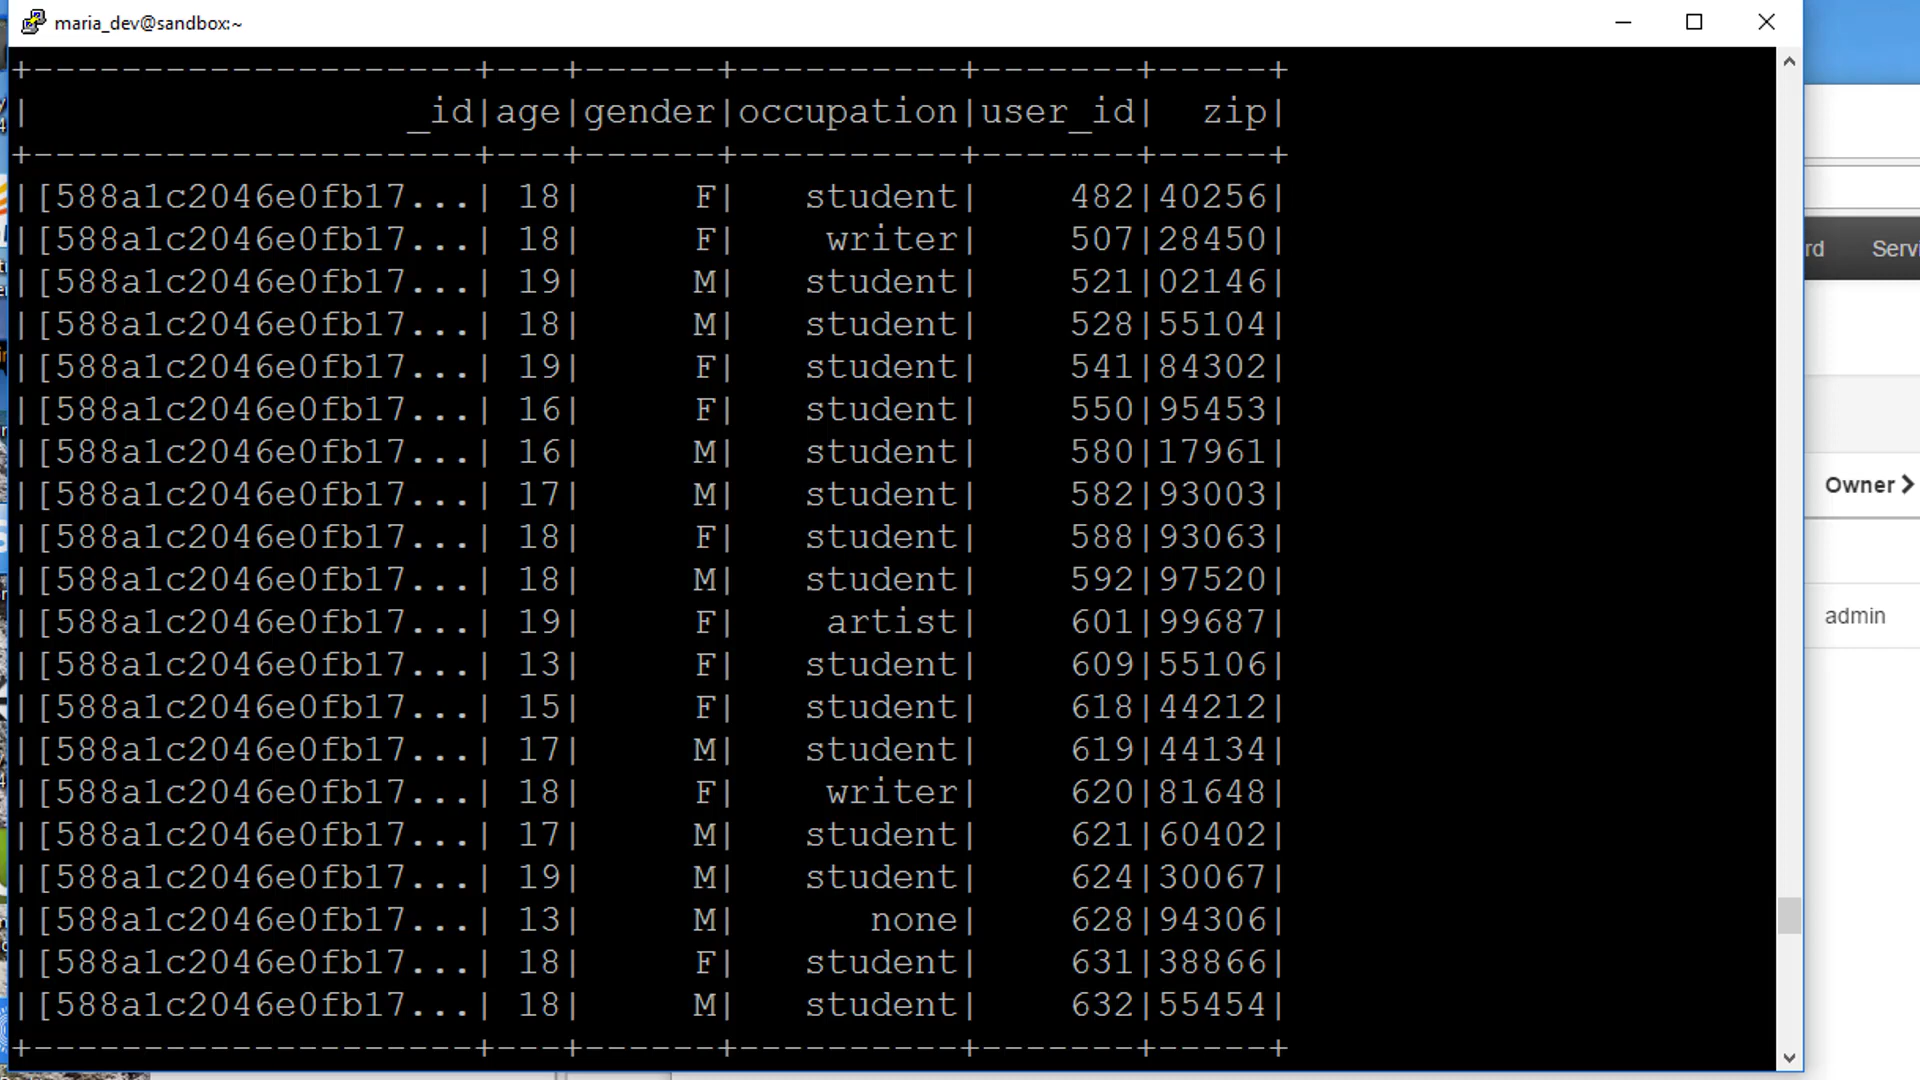 maria_dev@sandbox:~
+--------------------+---+------+----------+-------+-----+
|                 _id|age|gender|occupation|user_id|  zip|
+--------------------+---+------+----------+-------+-----+
|[588a1c2046e0fb17...| 18|     F|   student|    482|40256|
|[588a1c2046e0fb17...| 18|     F|    writer|    507|28450|
|[588a1c2046e0fb17...| 19|     M|   student|    521|02146|
|[588a1c2046e0fb17...| 18|     M|   student|    528|55104|
|[588a1c2046e0fb17...| 19|     F|   student|    541|84302|
|[588a1c2046e0fb17...| 16|     F|   student|    550|95453|
|[588a1c2046e0fb17...| 16|     M|   student|    580|17961|
|[588a1c2046e0fb17...| 17|     M|   student|    582|93003|
|[588a1c2046e0fb17...| 18|     F|   student|    588|93063|
|[588a1c2046e0fb17...| 18|     M|   student|    592|97520|
|[588a1c2046e0fb17...| 19|     F|    artist|    601|99687|
|[588a1c2046e0fb17...| 13|     F|   student|    609|55106|
|[588a1c2046e0fb17...| 15|     F|   student|    618|44212|
|[588a1c2046e0fb17...| 17|     M|   student|    619|44134|
|[588a1c2046e0fb17...| 18|     F|    writer|    620|81648|
|[588a1c2046e0fb17...| 17|     M|   student|    621|60402|
|[588a1c2046e0fb17...| 19|     M|   student|    624|30067|
|[588a1c2046e0fb17...| 13|     M|      none|    628|94306|
|[588a1c2046e0fb17...| 18|     F|   student|    631|38866|
|[588a1c2046e0fb17...| 18|     M|   student|    632|55454|
+--------------------+---+------+----------+-------+-----+
rd Servi
Owner
admin